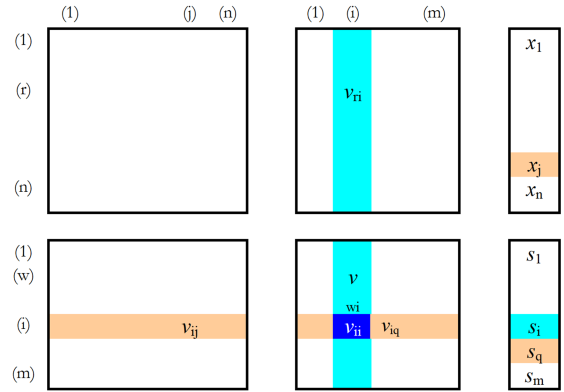 (1) (j) (n) (1) (i) (m)
(1) x1
(r) vri
xj
(n) xn
(1) s1
(w) v
wi
(i) vij vii viq si
sq
(m) sm